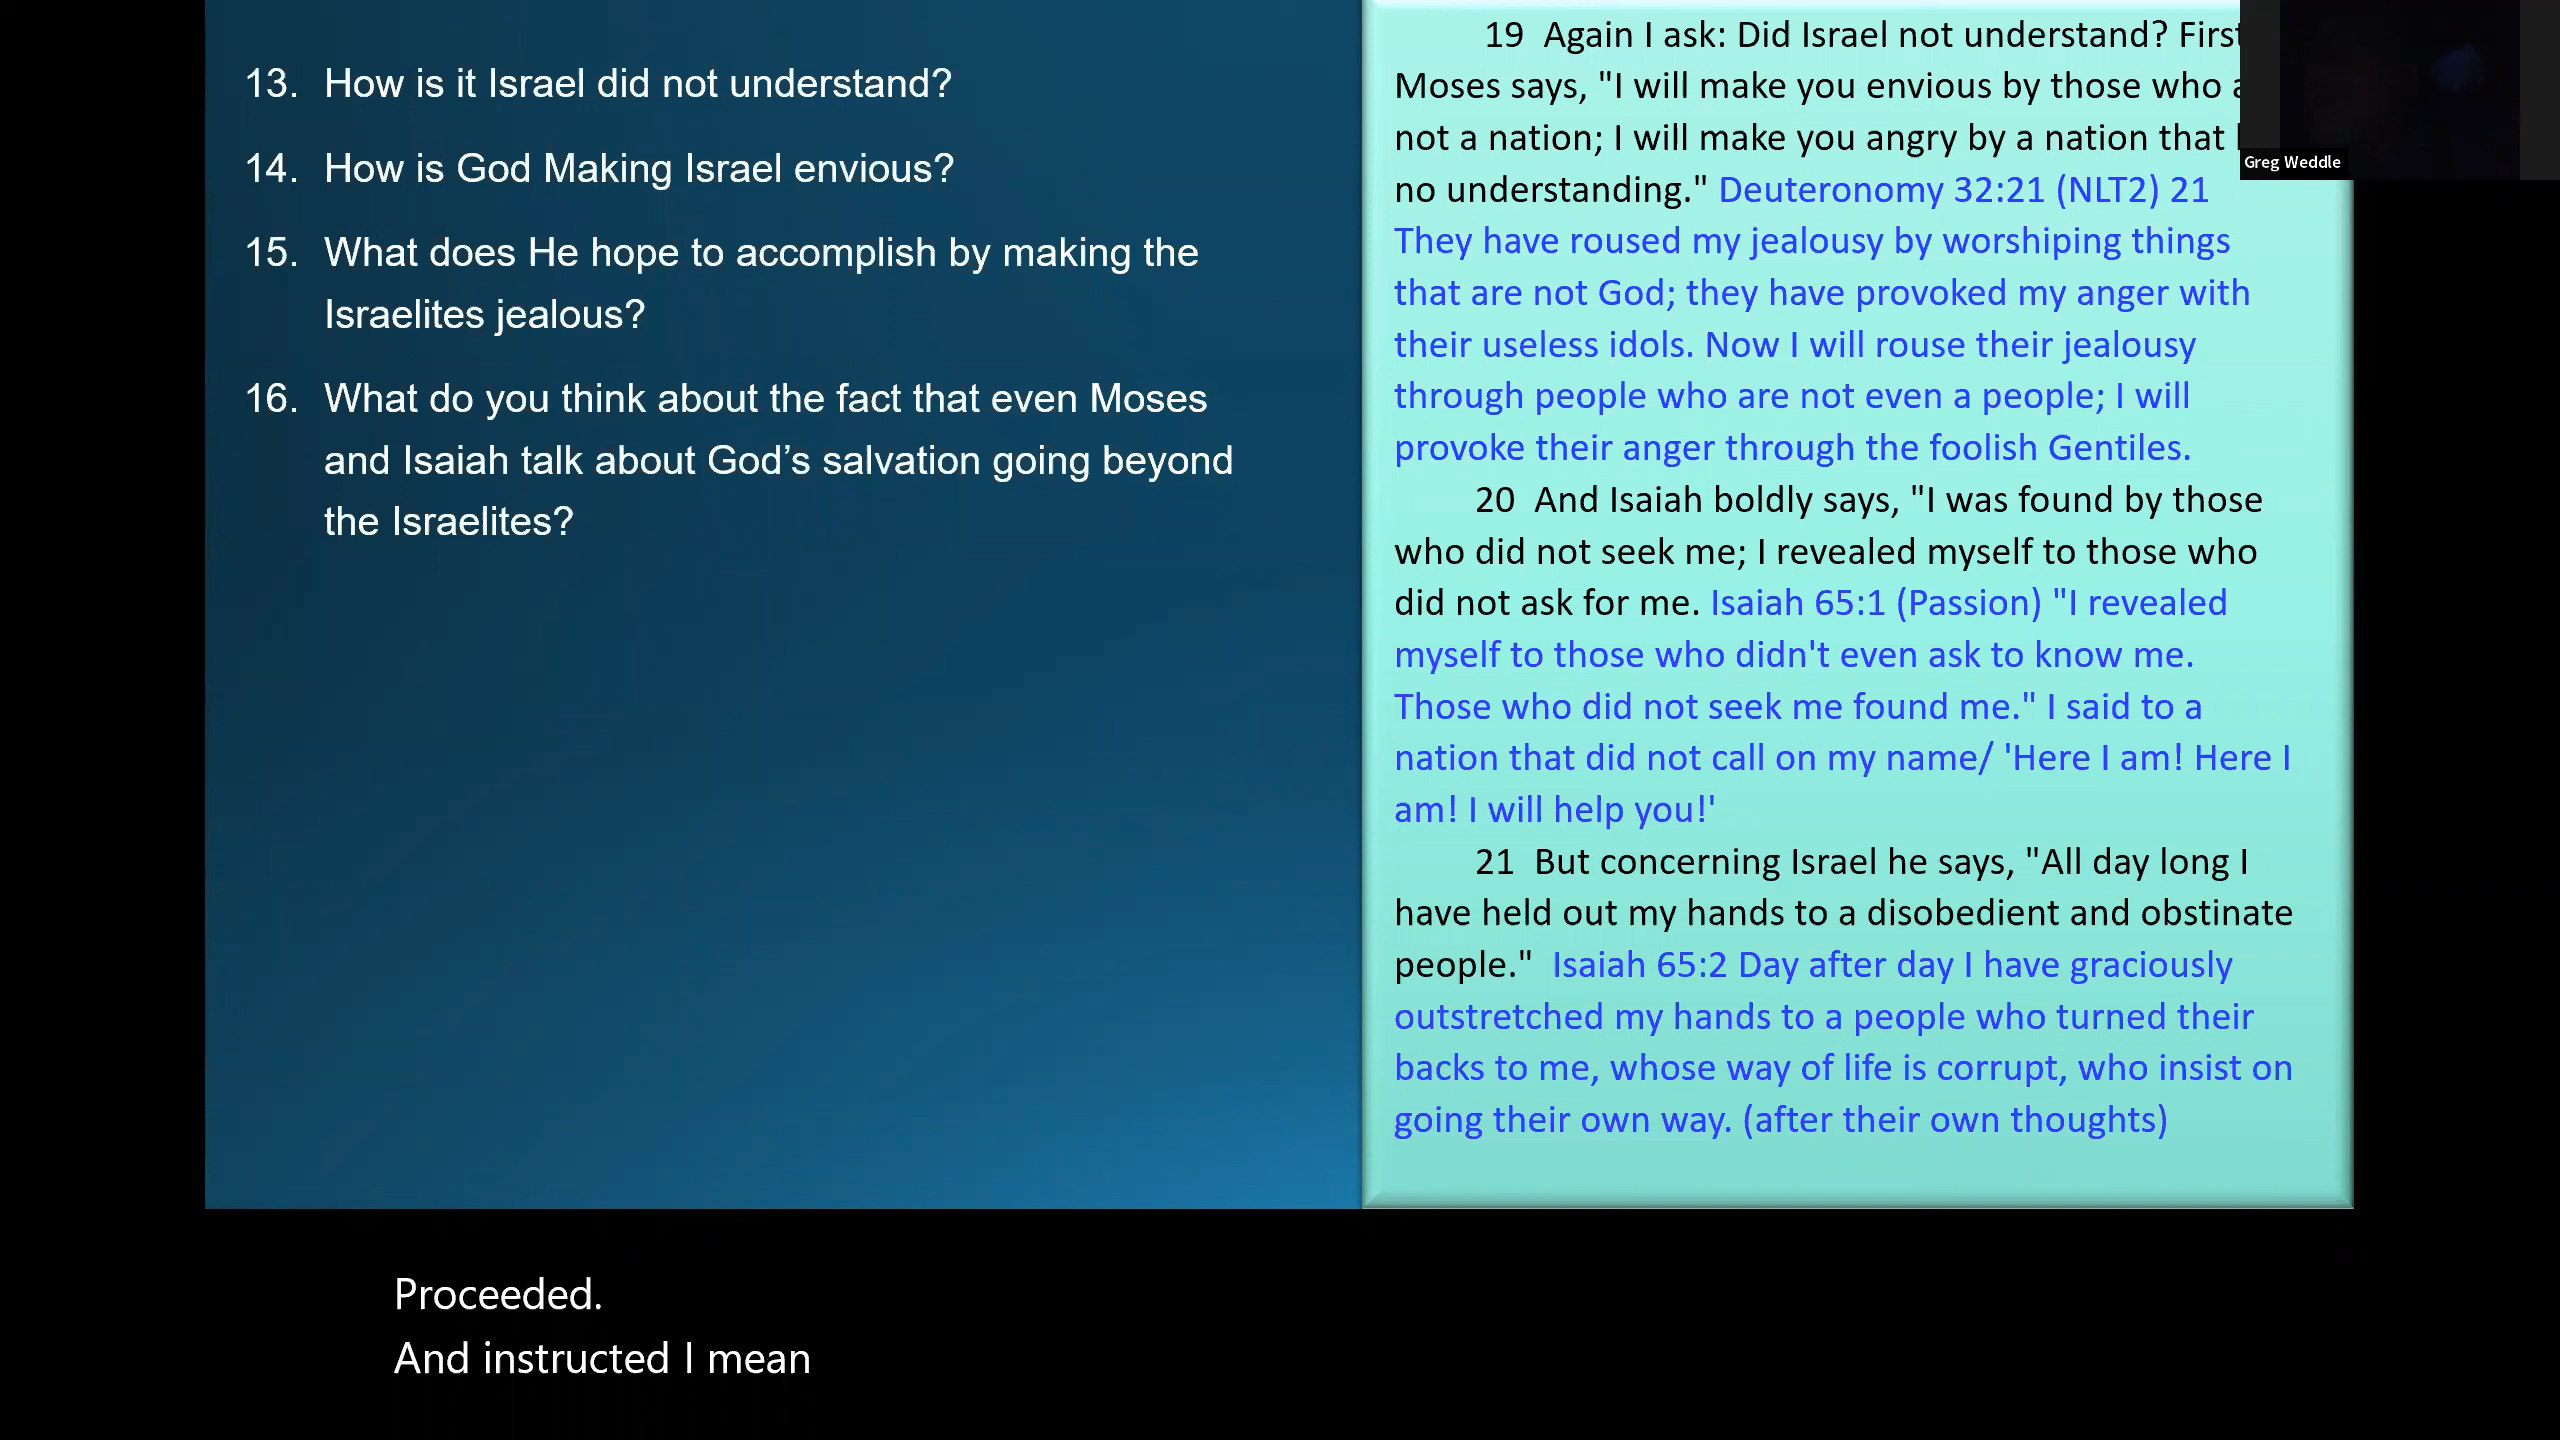 13. How is it Israel did not understand?
14. How is God Making Israel envious?
15. What does He hope to accomplish by making the
Israelites jealous?
16. What do you think about the fact that even Moses
and Isaiah talk about God’s salvation going beyond
the Israelites?
19 Again I ask: Did Israel not understand? First
Moses says, "I will make you envious by those who
not a nation; I will make you angry by a nation that
no understanding." Deuteronomy 32:21 (NLT2) 21
They have roused my jealousy by worshiping things
that are not God; they have provoked my anger with
their useless idols. Now I will rouse their jealousy
through people who are not even a people; I will
provoke their anger through the foolish Gentiles.
20 And Isaiah boldly says, "I was found by those
who did not seek me; I revealed myself to those who
did not ask for me. Isaiah 65:1 (Passion) "I revealed
myself to those who didn't even ask to know me.
Those who did not seek me found me." I said to a
nation that did not call on my name/ 'Here I am! Here I
am! I will help you!'
21 But concerning Israel he says, "All day long I
have held out my hands to a disobedient and obstinate
people." Isaiah 65:2 Day after day I have graciously
outstretched my hands to a people who turned their
backs to me, whose way of life is corrupt, who insist on
going their own way. (after their own thoughts)
Greg Weddle
Proceeded.
And instructed I mean